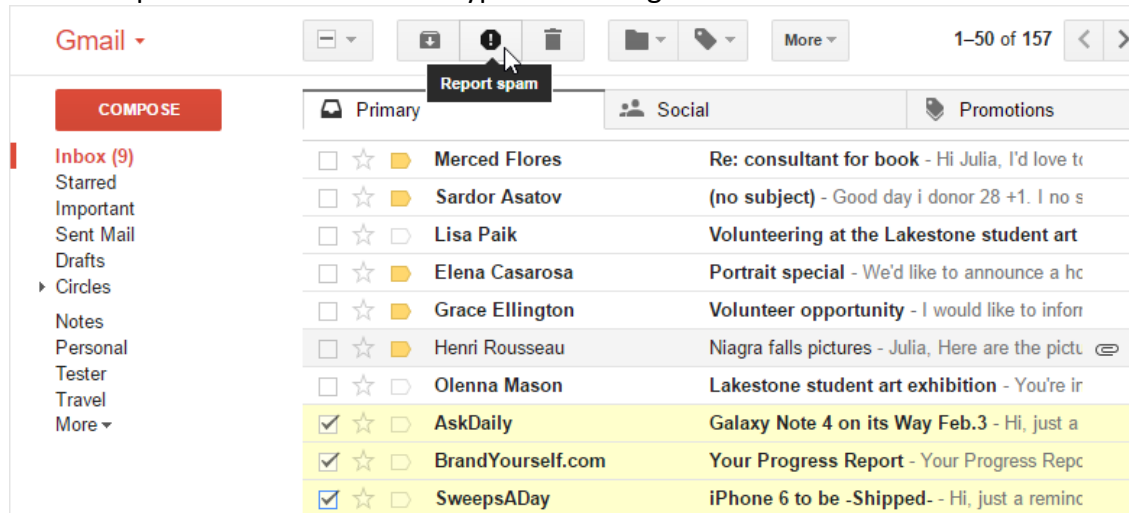 Gmail
More
1–50 of 157
Report spam
COMPOSE
Primary
Social
Promotions
Inbox (9)
Starred
Important
Sent Mail
Drafts
Circles
Notes
Personal
Tester
Travel
More
Merced Flores Re: consultant for book - Hi Julia, I'd love to
Sardor Asatov (no subject) - Good day i donor 28 +1. I no s
Lisa Paik Volunteering at the Lakestone student art
Elena Casarosa Portrait special - We'd like to announce a
Grace Ellington Volunteer opportunity - I would like to
Henri Rousseau Niagra falls pictures - Julia, Here are the pictu
Olenna Mason Lakestone student art exhibition - You're
AskDaily Galaxy Note 4 on its Way Feb.3 - Hi, just a
BrandYourself.com Your Progress Report - Your Progress
SweepsADay iPhone 6 to be -Shipped- - Hi, just a